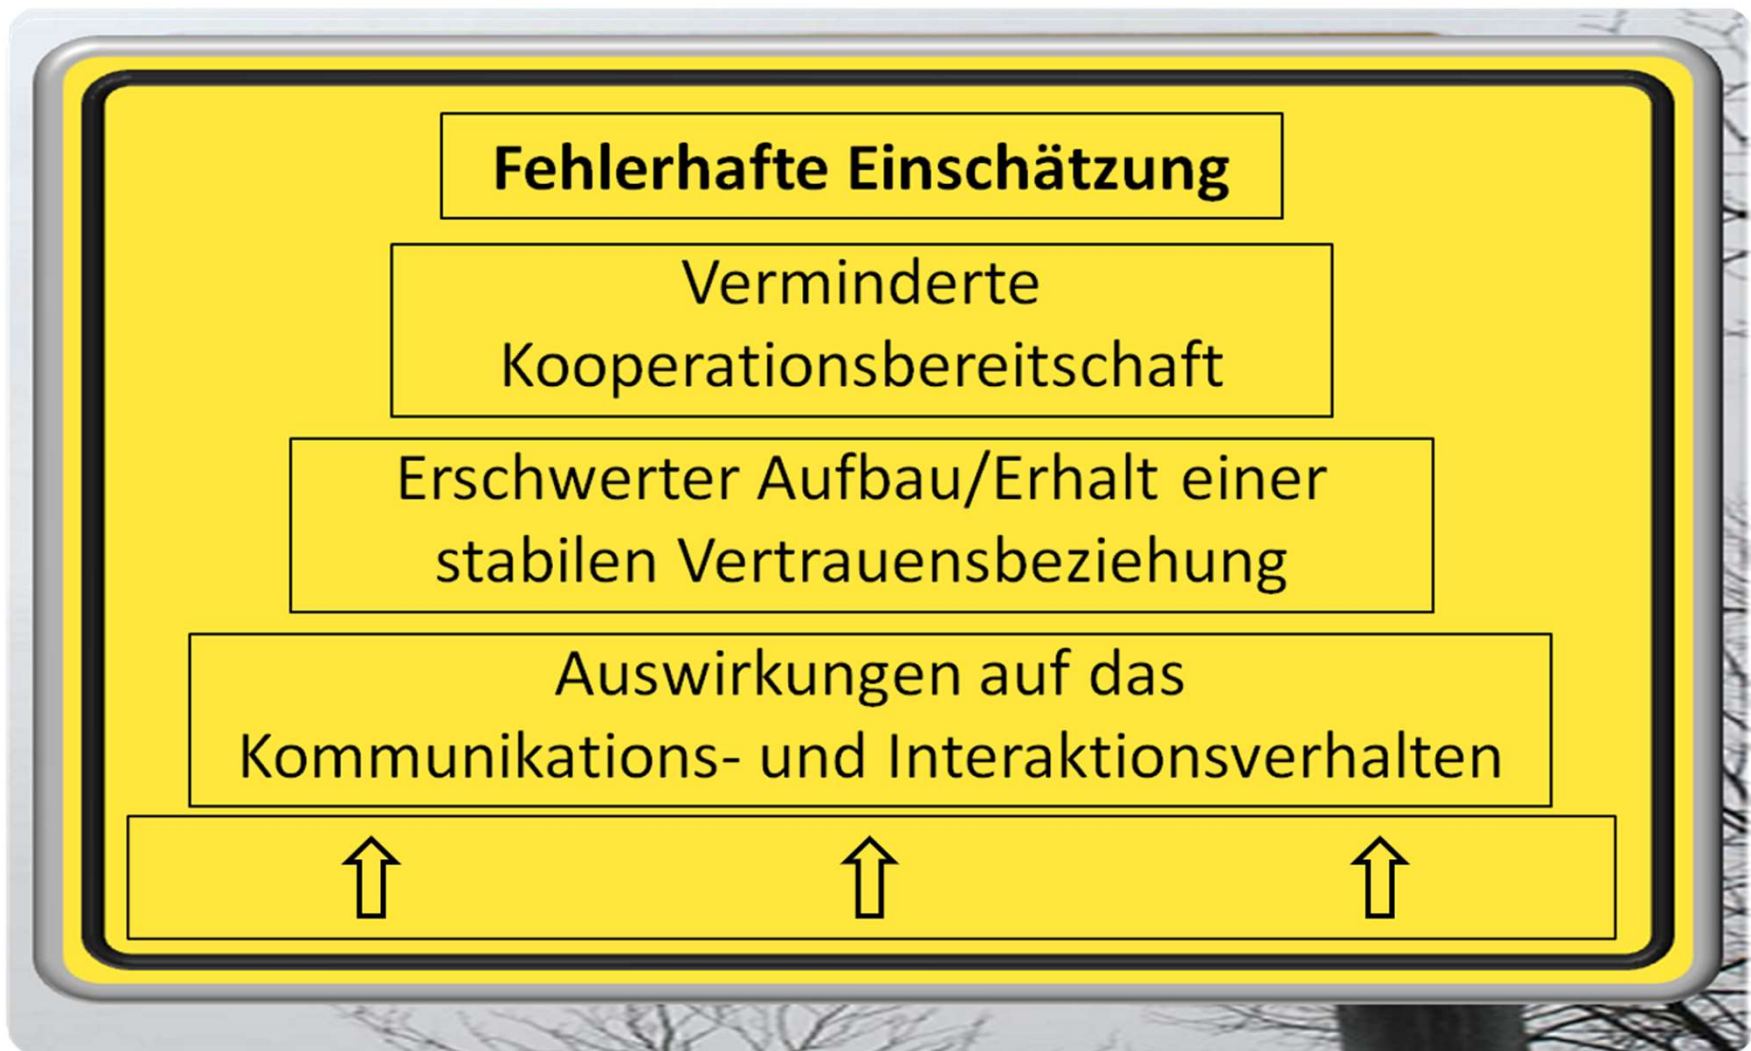 Fehlerhafte Einschätzung
Verminderte
Kooperationsbereitschaft
Erschwerter Aufbau/Erhalt einer
stabilen Vertrauensbeziehung
Auswirkungen auf das
Kommunikations- und Interaktionsverhalten